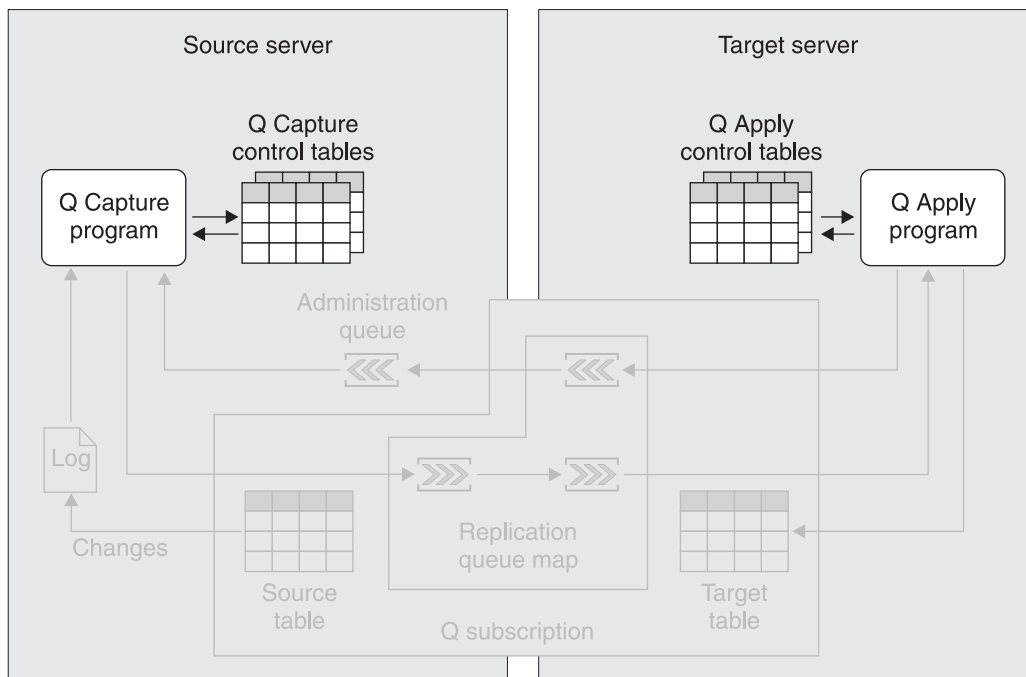 Source server
Target server
Q Capture
control tables
Q Apply
control tables
Q Capture
program
Q Apply
program
Administration
queue
Log
Changes
Replication
queue map
Source
table
Target
table
Q subscription